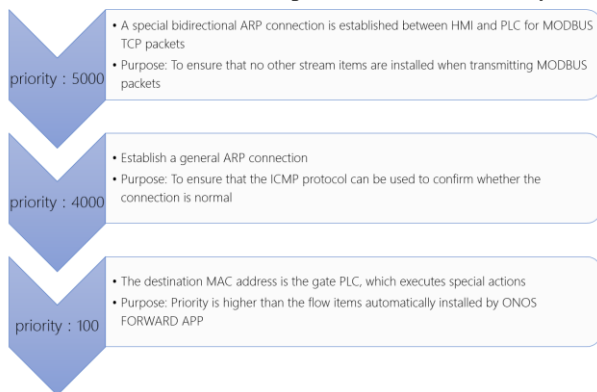 priority：5000
• A special bidirectional ARP connection is established between HMI and PLC for MODBUS
TCP packets
• Purpose: To ensure that no other stream items are installed when transmitting MODBUS
packets
priority：4000
• Establish a general ARP connection
• Purpose: To ensure that the ICMP protocol can be used to confirm whether the
connection is normal
priority：100
• The destination MAC address is the gate PLC, which executes special actions
• Purpose: Priority is higher than the flow items automatically installed by ONOS
FORWARD APP